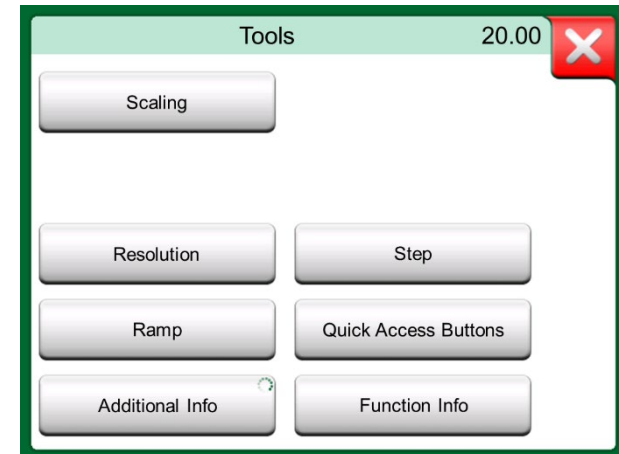 Tools 20.00
Scaling
Resolution Step
Ramp Quick Access Buttons
Additional Info Function Info